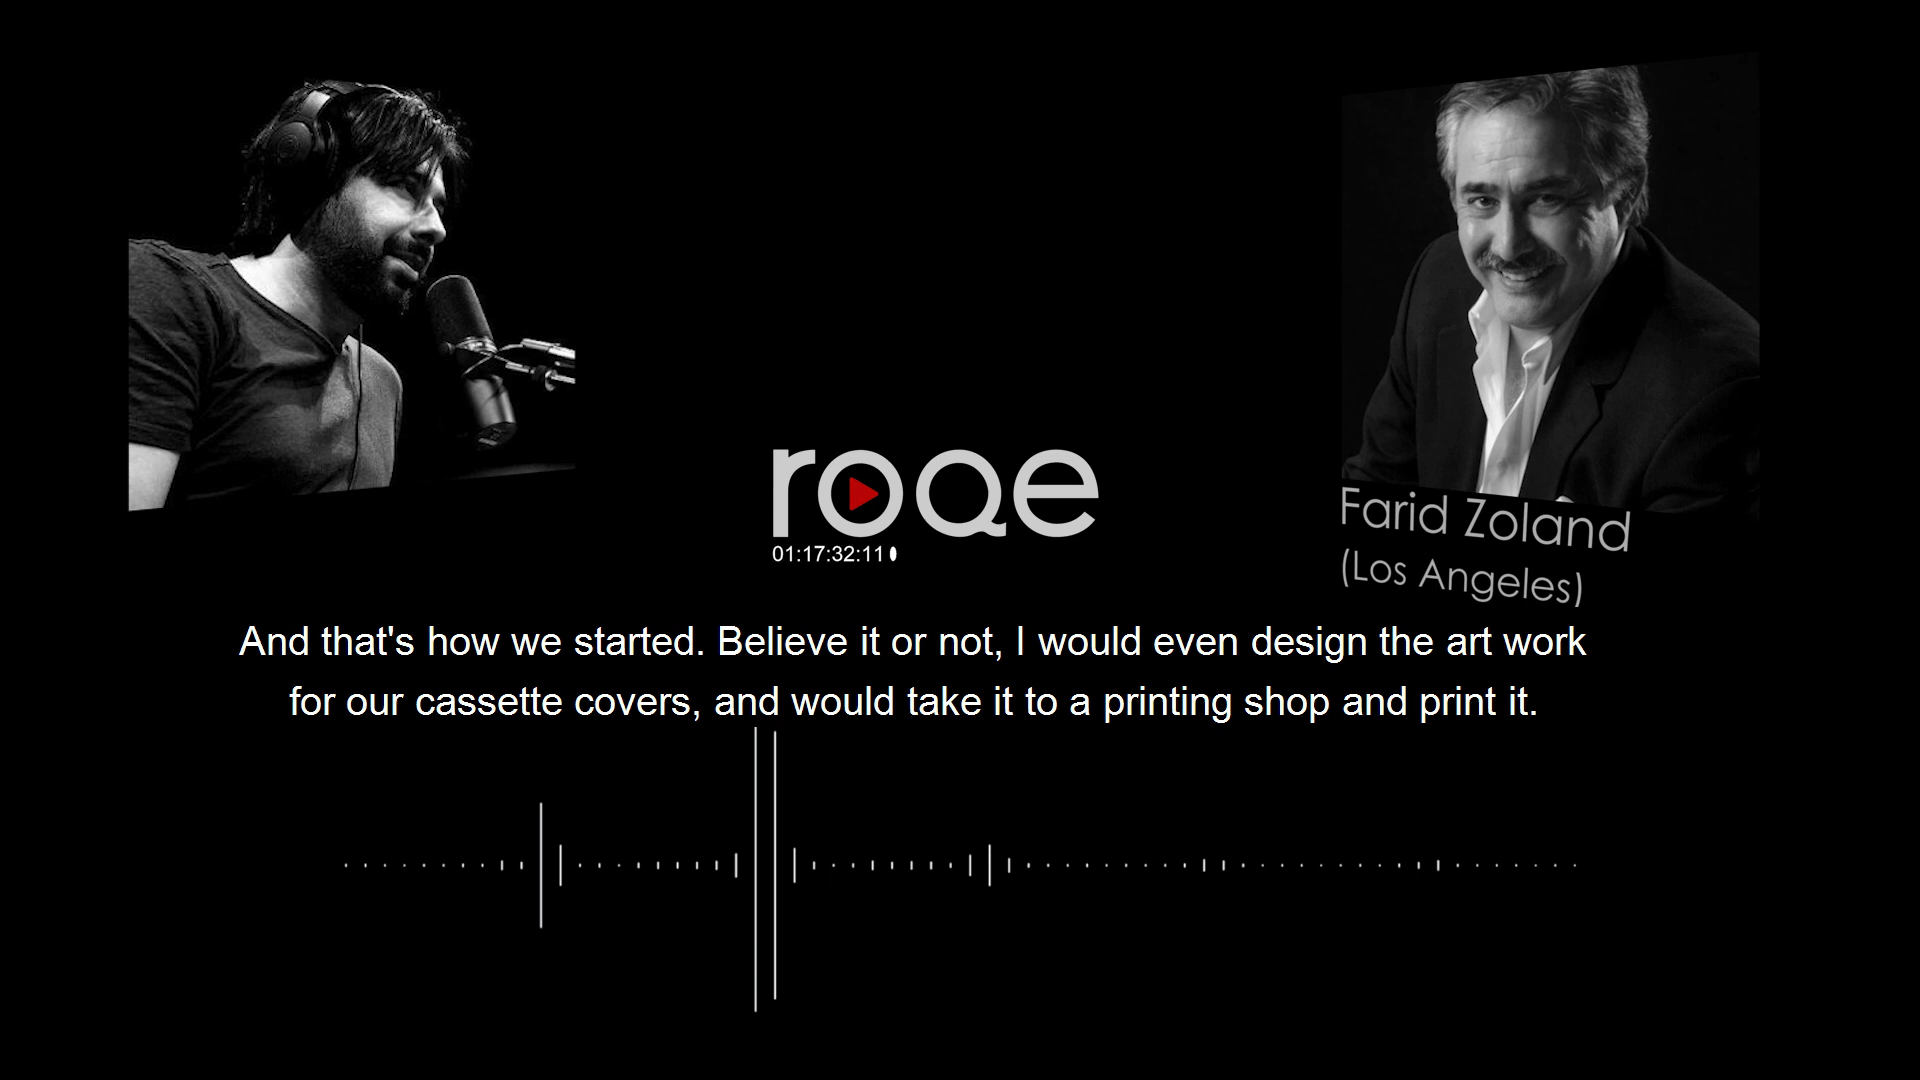 roqe
01:17:32:11
Farid Zoland
(Los Angeles)
And that's how we started. Believe it or not, I would even design the art work
for our cassette covers, and would take it to a printing shop and print it.